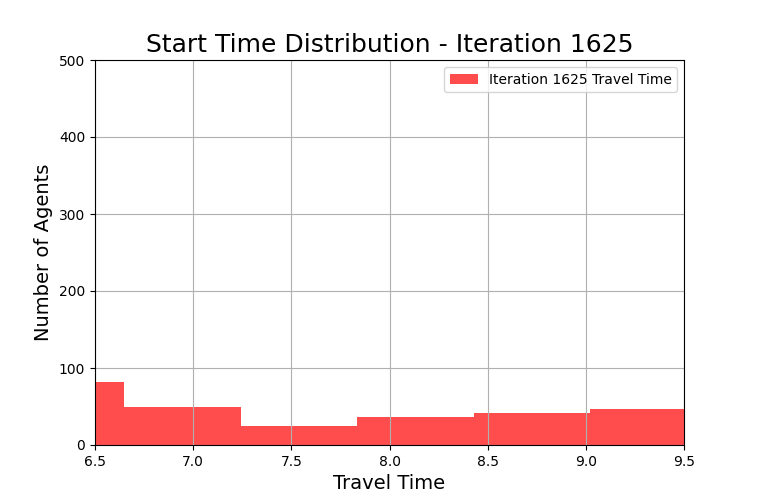 Start Time Distribution - Iteration 1625
500
Iteration 1625 Travel Time
400
300
200
100
0
Number of Agents
6.5 7.0 7.5 8.0 8.5 9.0 9.5
Travel Time